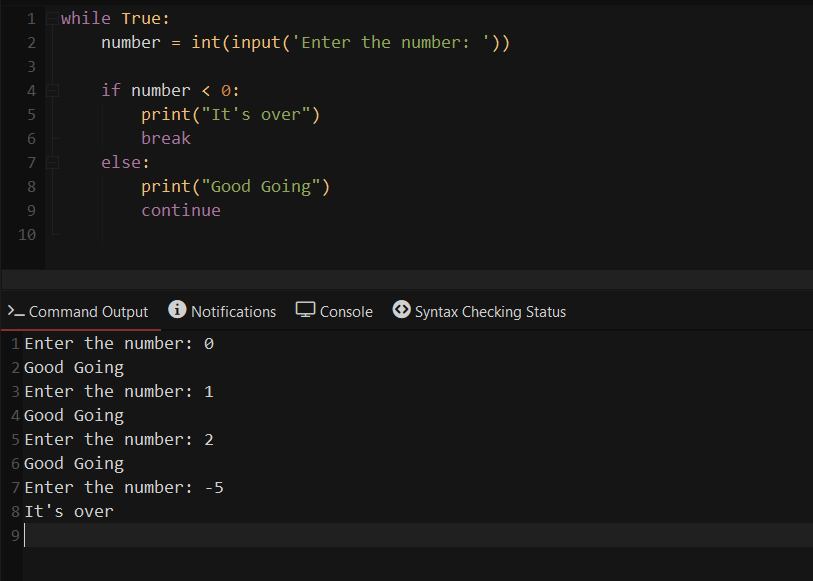 1 while True:
2     number = int(input('Enter the number: '))
3
4     if number < 0:
5         print("It's over")
6         break
7     else:
8         print("Good Going")
9         continue
10
Command Output Notifications Console Syntax Checking Status
1 Enter the number: 0
2 Good Going
3 Enter the number: 1
4 Good Going
5 Enter the number: 2
6 Good Going
7 Enter the number: -5
8 It's over
9